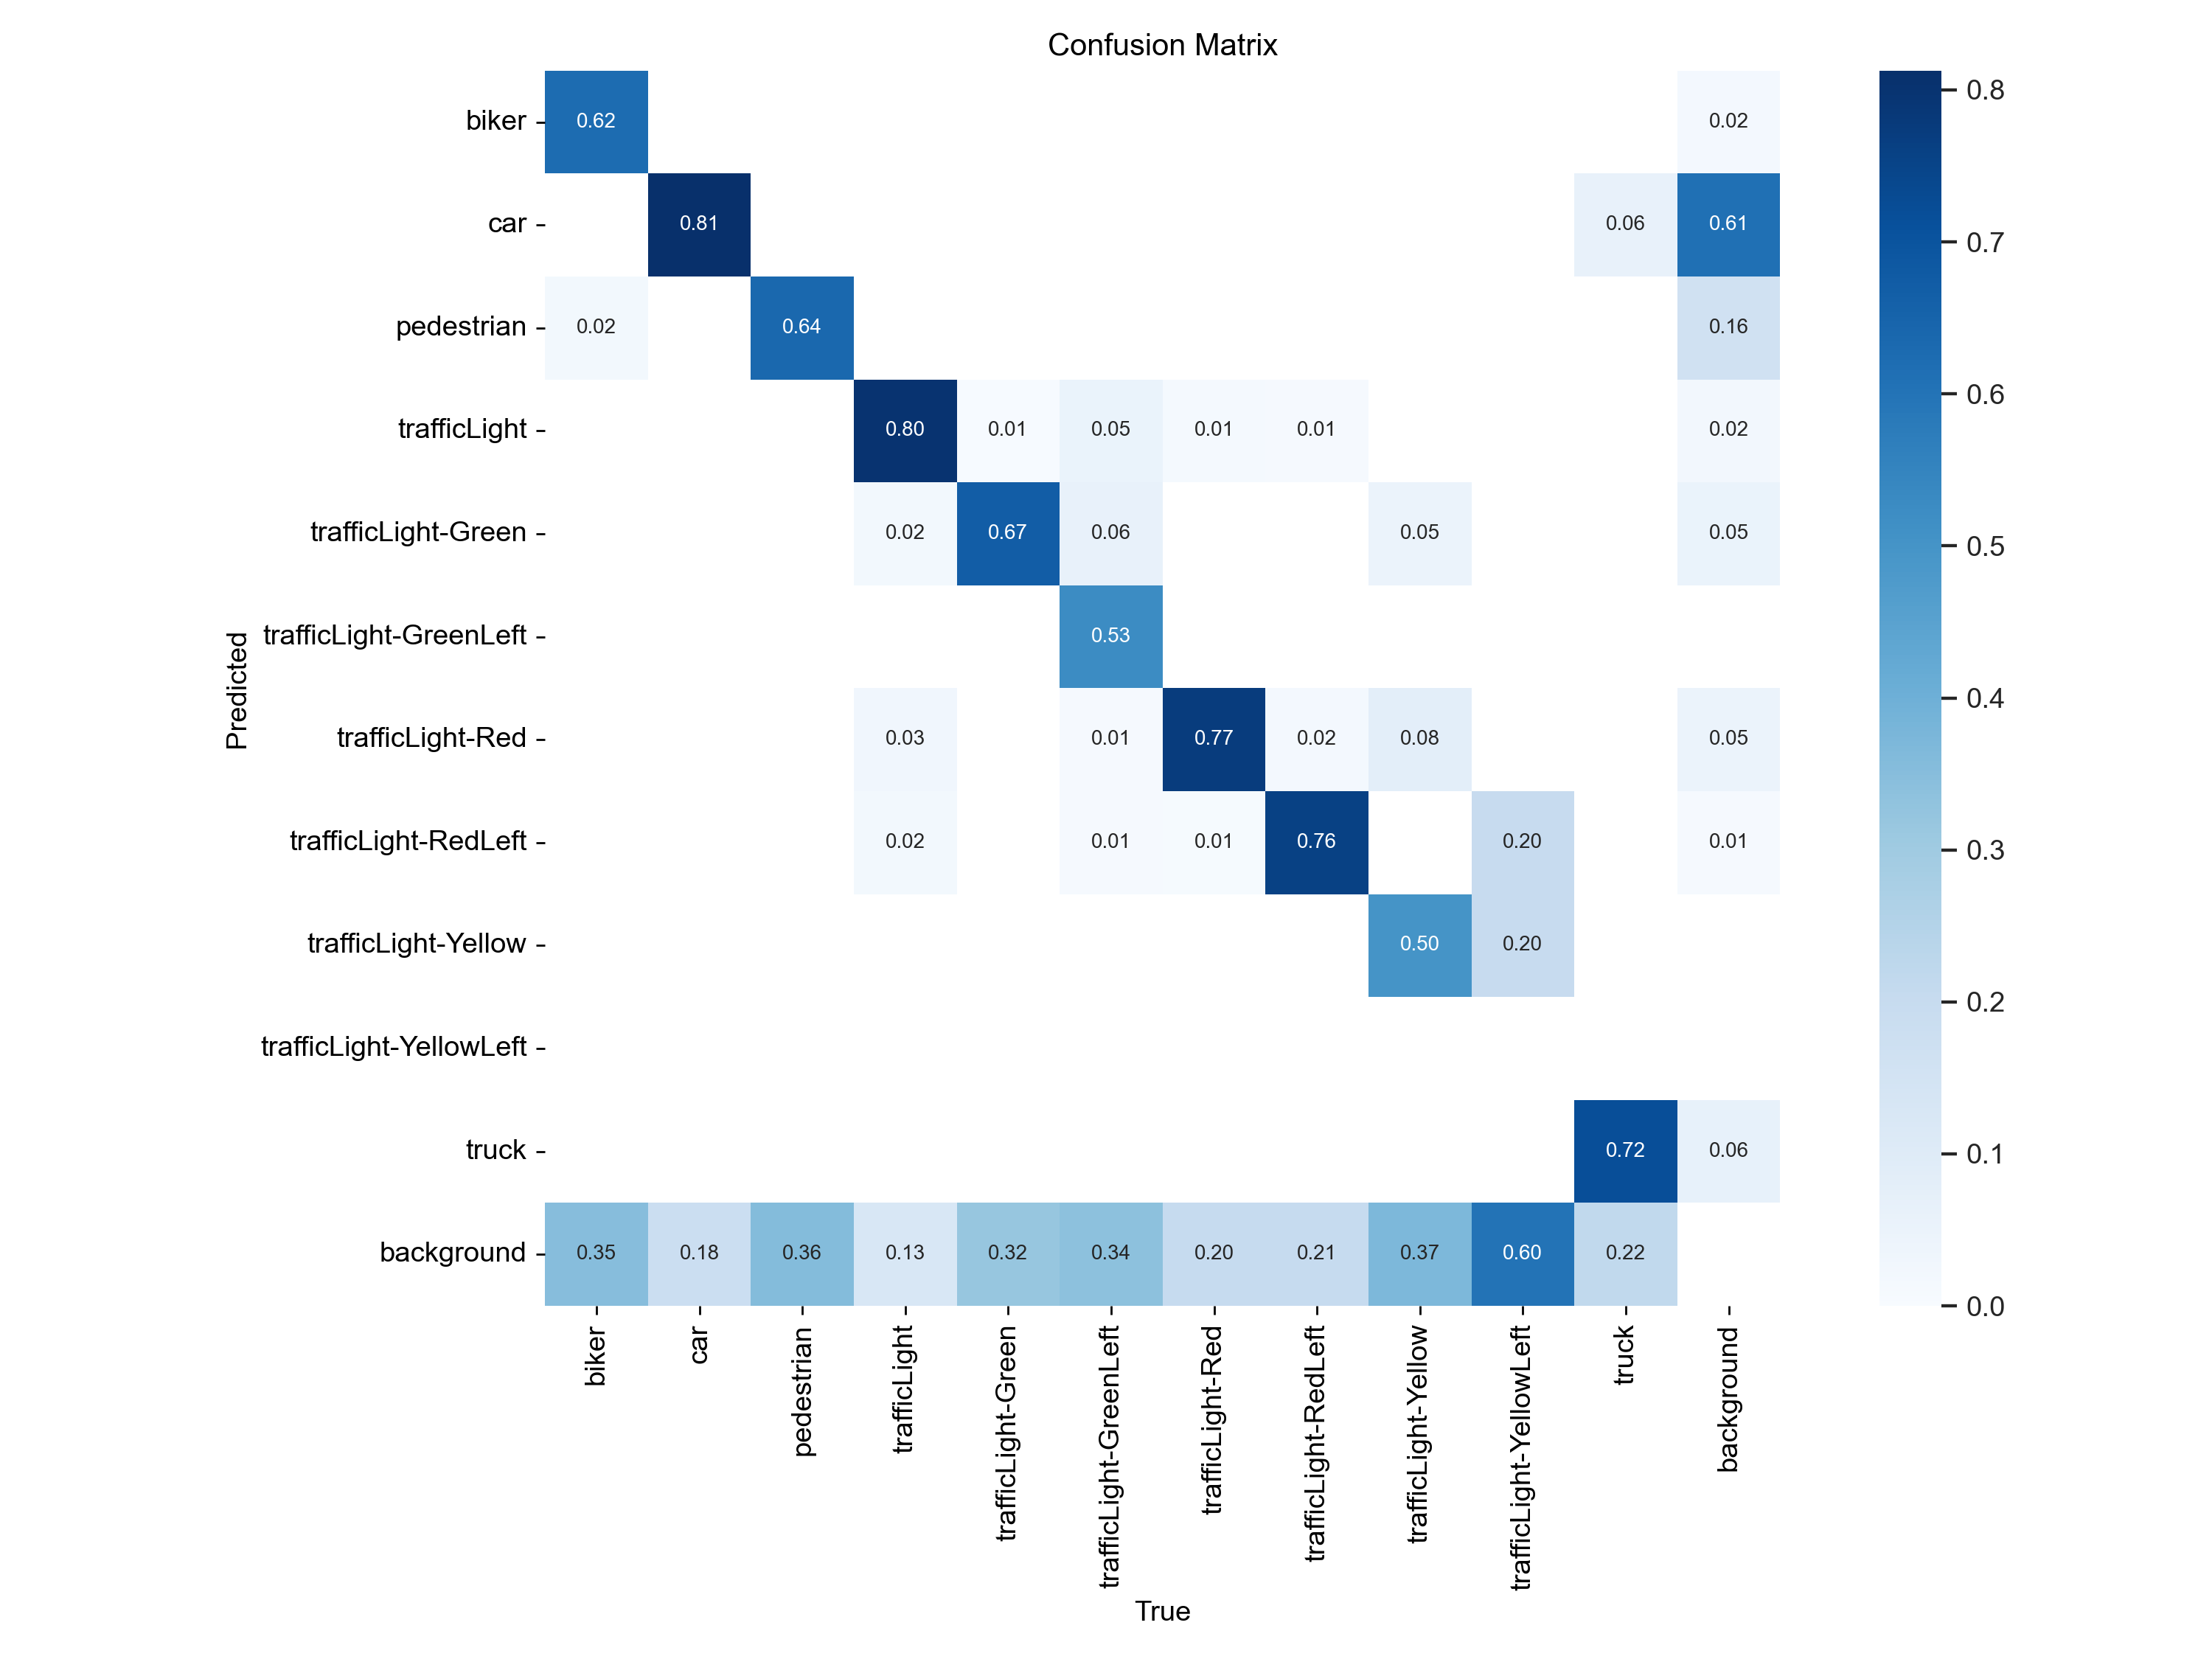 Confusion Matrix
biker
0.62
0.02
0.8
car
0.81
0.06
0.61
0.7
pedestrian
0.02
0.64
0.16
0.6
trafficLight
0.80
0.01
0.05
0.01
0.01
0.02
trafficLight-Green
0.02
0.67
0.06
0.05
0.05
0.5
Predicted
trafficLight-GreenLeft
0.53
0.4
trafficLight-Red
0.03
0.01
0.77
0.02
0.08
0.05
trafficLight-RedLeft
0.02
0.01
0.01
0.76
0.20
0.01
0.3
trafficLight-Yellow
0.50
0.20
0.2
trafficLight-YellowLeft
truck
0.72
0.06
0.1
background
0.35
0.18
0.36
0.13
0.32
0.34
0.20
0.21
0.37
0.60
0.22
0.0
biker
car
pedestrian
trafficLight
trafficLight-Green
trafficLight-GreenLeft
trafficLight-Red
trafficLight-RedLeft
trafficLight-Yellow
trafficLight-YellowLeft
truck
background
True